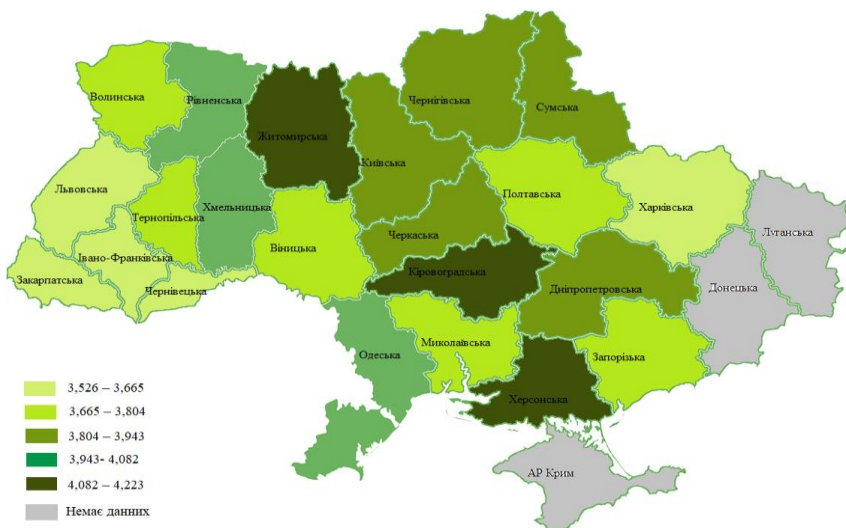 Волинська
Рівненська
Житомирська
Чернігівська
Сумська
Київська
Львовська
Тернопільська
Хмельницька
Віницька
Черкаська
Полтавська
Харківська
Луганська
Івано-Франківська
Закарпатська
Чернівецька
Кіровоградська
Дніпропетровська
Донецька
Одеська
Миколаївська
Запорізька
Херсонська
АР Крим
3,526 – 3,665
3,665 – 3,804
3,804 – 3,943
3,943- 4,082
4,082 – 4,223
Немає данних